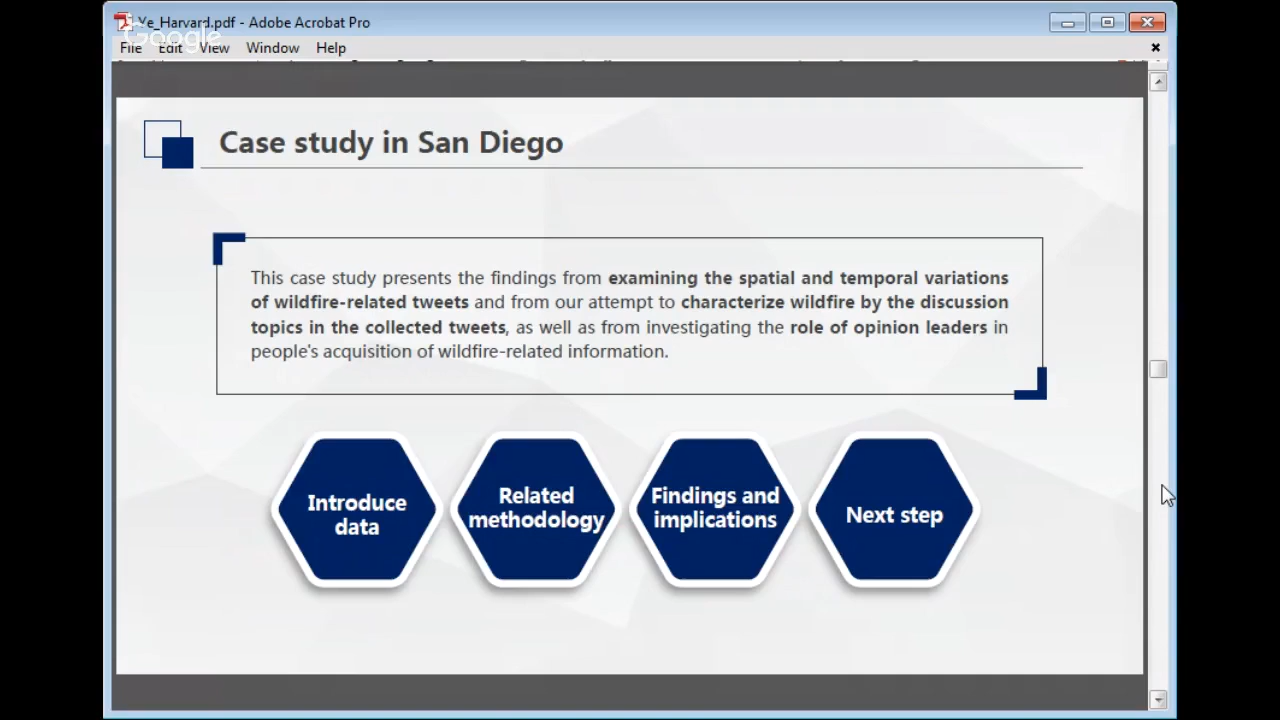 Ye_Harvard.pdf - Adobe Acrobat Pro
Google
File Edit View Window Help
Case study in San Diego
This case study presents the findings from examining the spatial and temporal variations
of wildfire-related tweets and from our attempt to characterize wildfire by the discussion
topics in the collected tweets, as well as from investigating the role of opinion leaders in
people's acquisition of wildfire-related information.
Introduce
data
Related
methodology
Findings and
implications
Next step